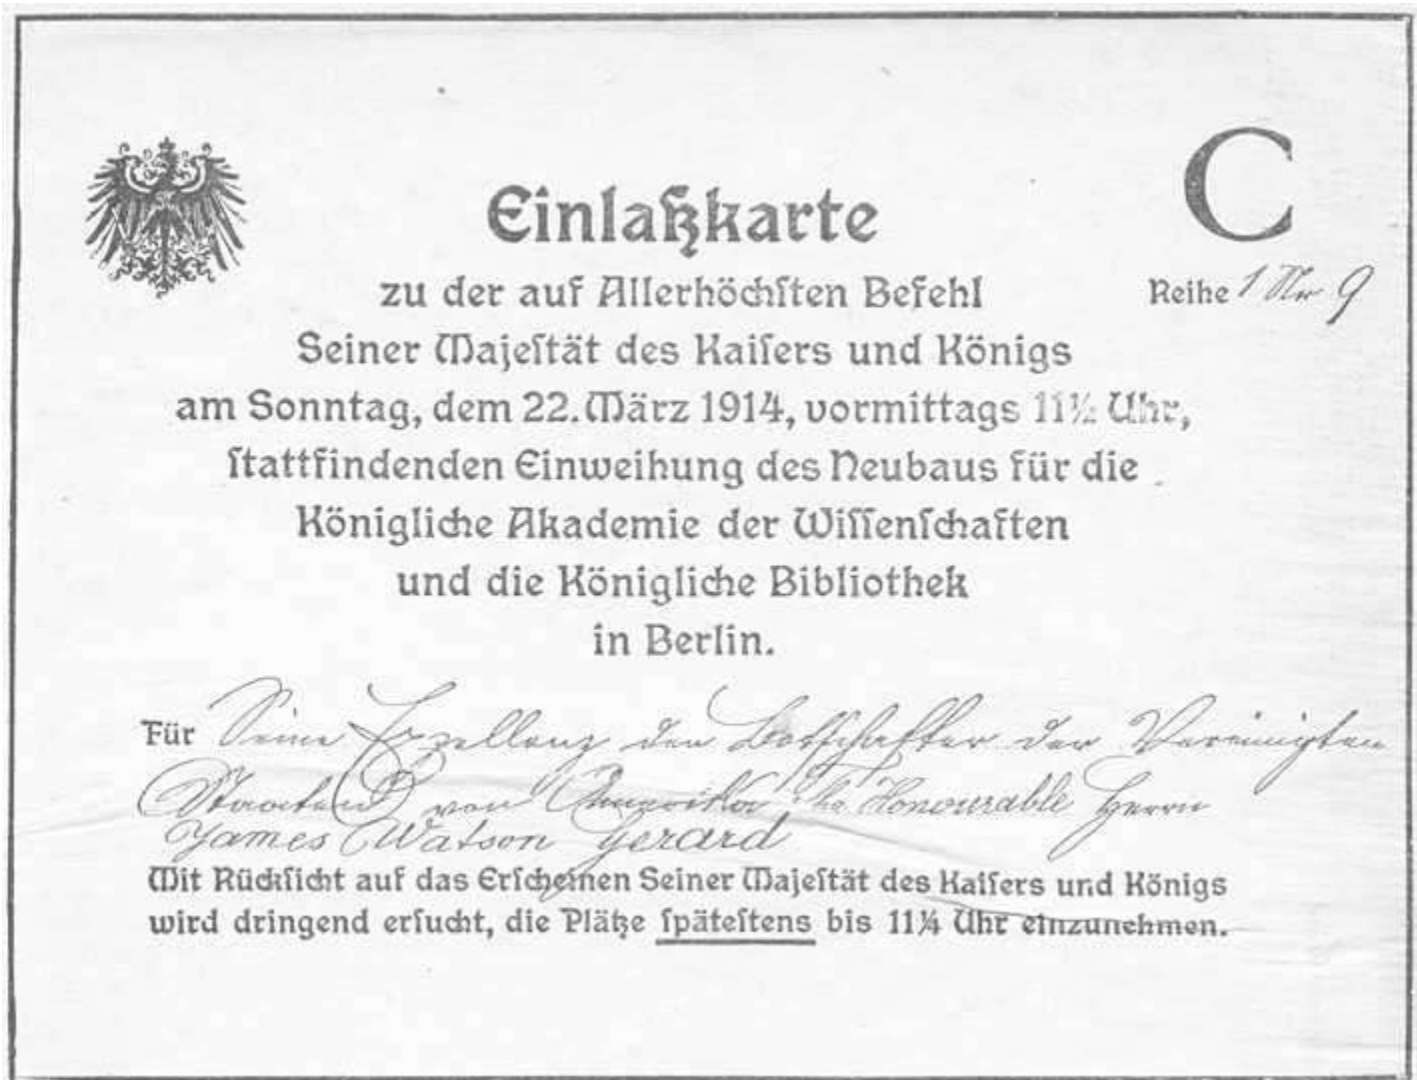 C
Einlaßkarte
Reihe 1 Nr 9
zu der auf Allerhöchſten Befehl
Seiner Majeſtät des Kaiſers und Königs
am Sonntag, dem 22. März 1914, vormittags 11½ Uhr,
ſtattfindenden Einweihung des Neubaus für die
Königliche Akademie der Wiſſenſchaften
und die Königliche Bibliothek
in Berlin.
Für Seine Exzellenz den Botschafter der Vereinigten
Staaten von Amerika the Honourable Herrn
James Watson Gerard
Mit Rückſicht auf das Erſcheinen Seiner Majeſtät des Kaiſers und Königs
wird dringend erſucht, die Plätze ſpäteſtens bis 11¼ Uhr einzunehmen.